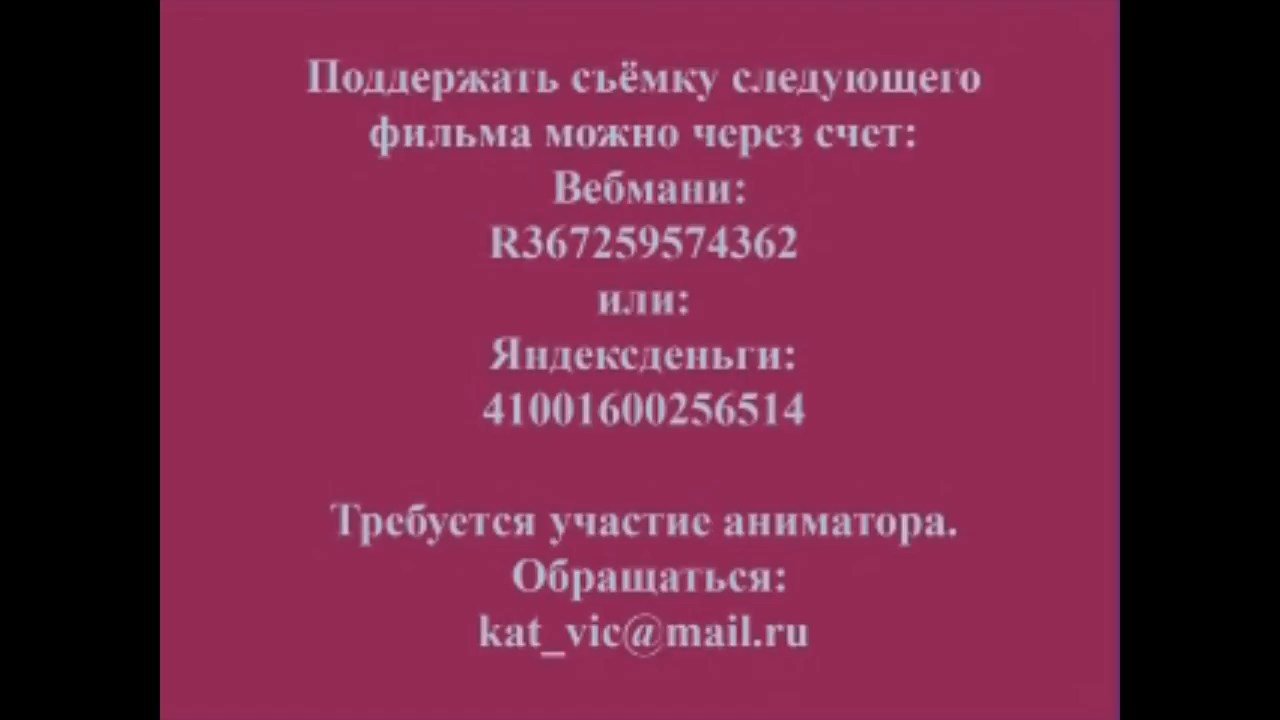 Поддержать съёмку следующего
фильма можно через счет:
Вебмани:
R367259574362
или:
Яндексденьги:
41001600256514
Требуется участие аниматора.
Обращаться:
kat_vic@mail.ru